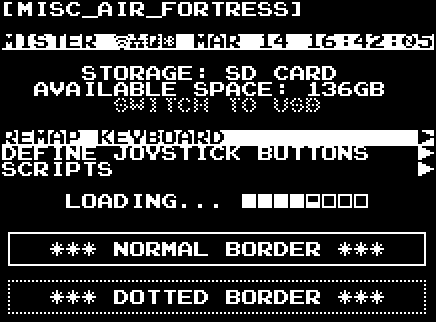 [MISC_AIR_FORTRESS]
MISTER MAR 14 16:42:05
STORAGE: SD CARD
AVAILABLE SPACE: 136GB
SWITCH TO USB
REMAP KEYBOARD
DEFINE JOYSTICK BUTTONS
SCRIPTS
LOADING...
*** NORMAL BORDER ***
*** DOTTED BORDER ***